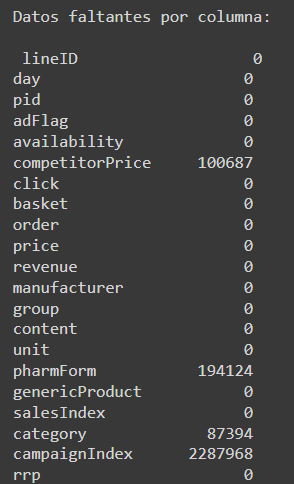 Datos faltantes por columna:
lineID 0
day 0
pid 0
adFlag 0
availability 0
competitorPrice 100687
click 0
basket 0
order 0
price 0
revenue 0
manufacturer 0
group 0
content 0
unit 0
pharmForm 194124
genericProduct 0
salesIndex 0
category 87394
campaignIndex 2287968
rrp 0